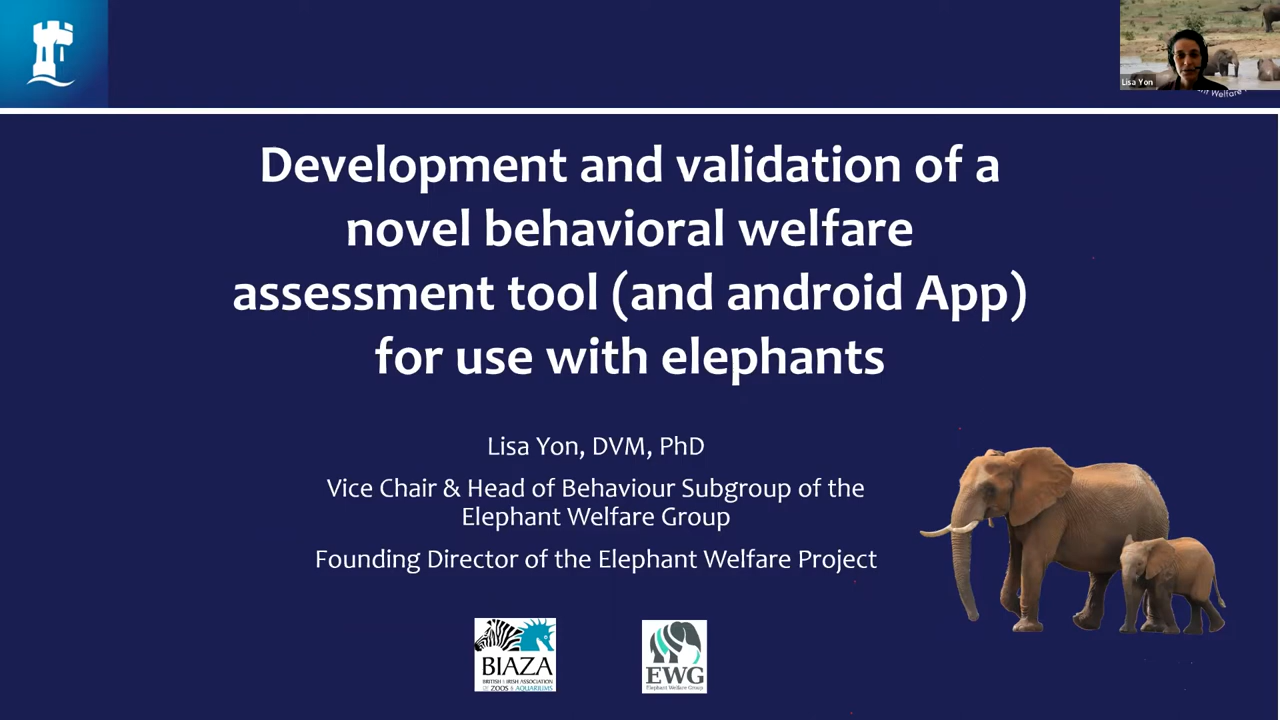 Lisa Yon
Welfare
Development and validation of a
novel behavioral welfare
assessment tool (and android App)
for use with elephants
Lisa Yon, DVM, PhD
Vice Chair & Head of Behaviour Subgroup of the
Elephant Welfare Group
Founding Director of the Elephant Welfare Project
BIAZA
BRITISH & IRISH ASSOCIATION
OF ZOOS & AQUARIUMS
EWG
Elephant Welfare Group